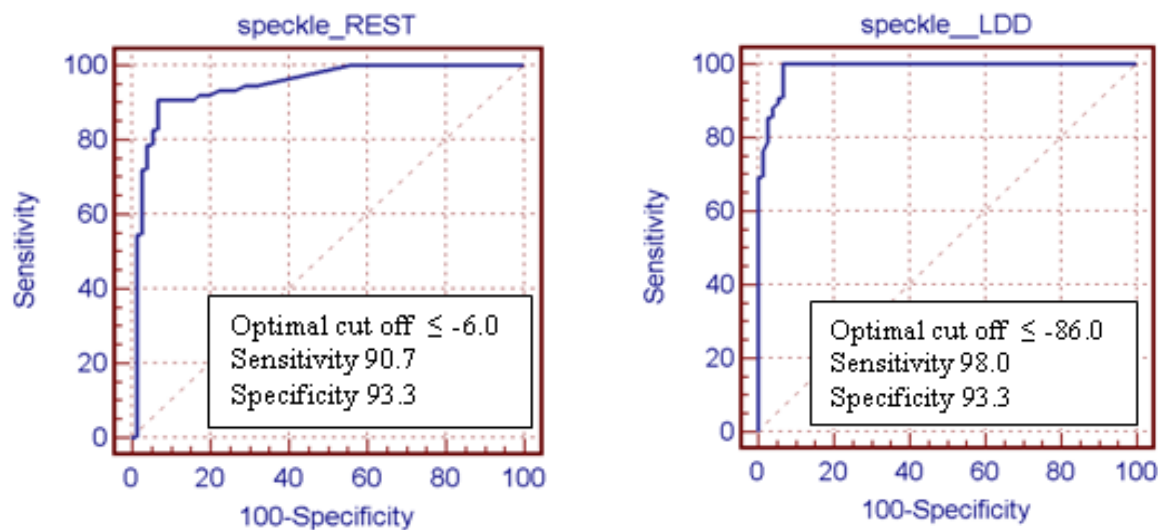 speckle_REST
100
80
60
40
20
0
Sensitivity
Optimal cut off ≤ -6.0
Sensitivity 90.7
Specificity 93.3
0 20 40 60 80 100
100-Specificity
speckle__LDD
100
80
60
40
20
0
Sensitivity
Optimal cut off ≤ -86.0
Sensitivity 98.0
Specificity 93.3
0 20 40 60 80 100
100-Specificity